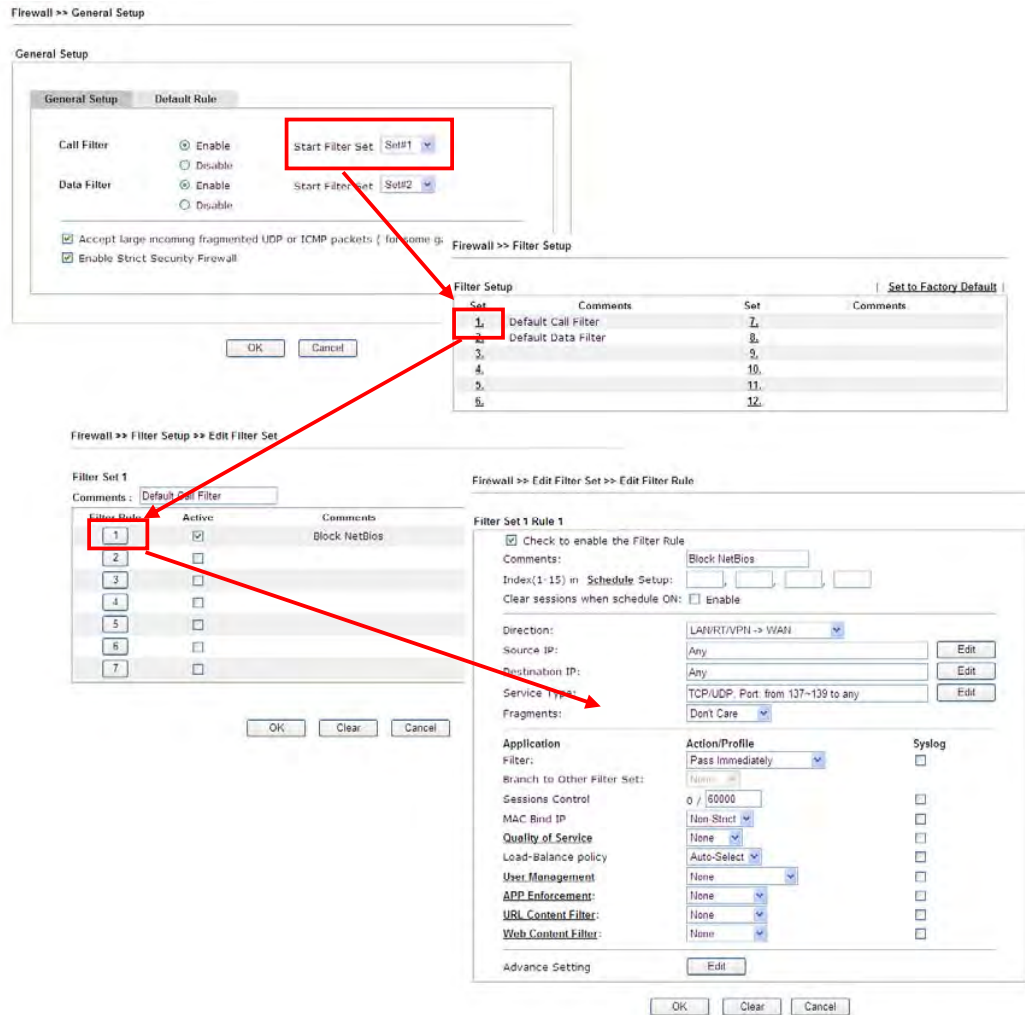 Firewall >> General Setup
General Setup
General Setup Default Rule
Call Filter Enable Start Filter Set Set#1
Disable
Data Filter Enable Start Filter Set Set#2
Disable
Accept large incoming fragmented UDP or ICMP packets ( for some g
Enable Strict Security Firewall
OK Cancel
Firewall >> Filter Setup
Filter Setup | Set to Factory Default |
Set Comments Set Comments
1. Default Call Filter 7.
2. Default Data Filter 8.
3. 9.
4. 10.
5. 11.
6. 12.
Firewall >> Filter Setup >> Edit Filter Set
Filter Set 1
Comments : Default Call Filter
Filter Rule Active Comments
1 Block NetBios
2
3
4
5
6
7
OK Clear Cancel
Firewall >> Edit Filter Set >> Edit Filter Rule
Filter Set 1 Rule 1
Check to enable the Filter Rule
Comments: Block NetBios
Index(1-15) in Schedule Setup: , , ,
Clear sessions when schedule ON: Enable
Direction: LAN/RT/VPN -> WAN
Source IP: Any Edit
Destination IP: Any Edit
Service Type: TCP/UDP, Port: from 137~139 to any Edit
Fragments: Don't Care
Application Action/Profile Syslog
Filter: Pass Immediately
Branch to Other Filter Set: None
Sessions Control 0 / 60000
MAC Bind IP Non-Strict
Quality of Service None
Load-Balance policy Auto-Select
User Management None
APP Enforcement: None
URL Content Filter: None
Web Content Filter: None
Advance Setting Edit
OK Clear Cancel